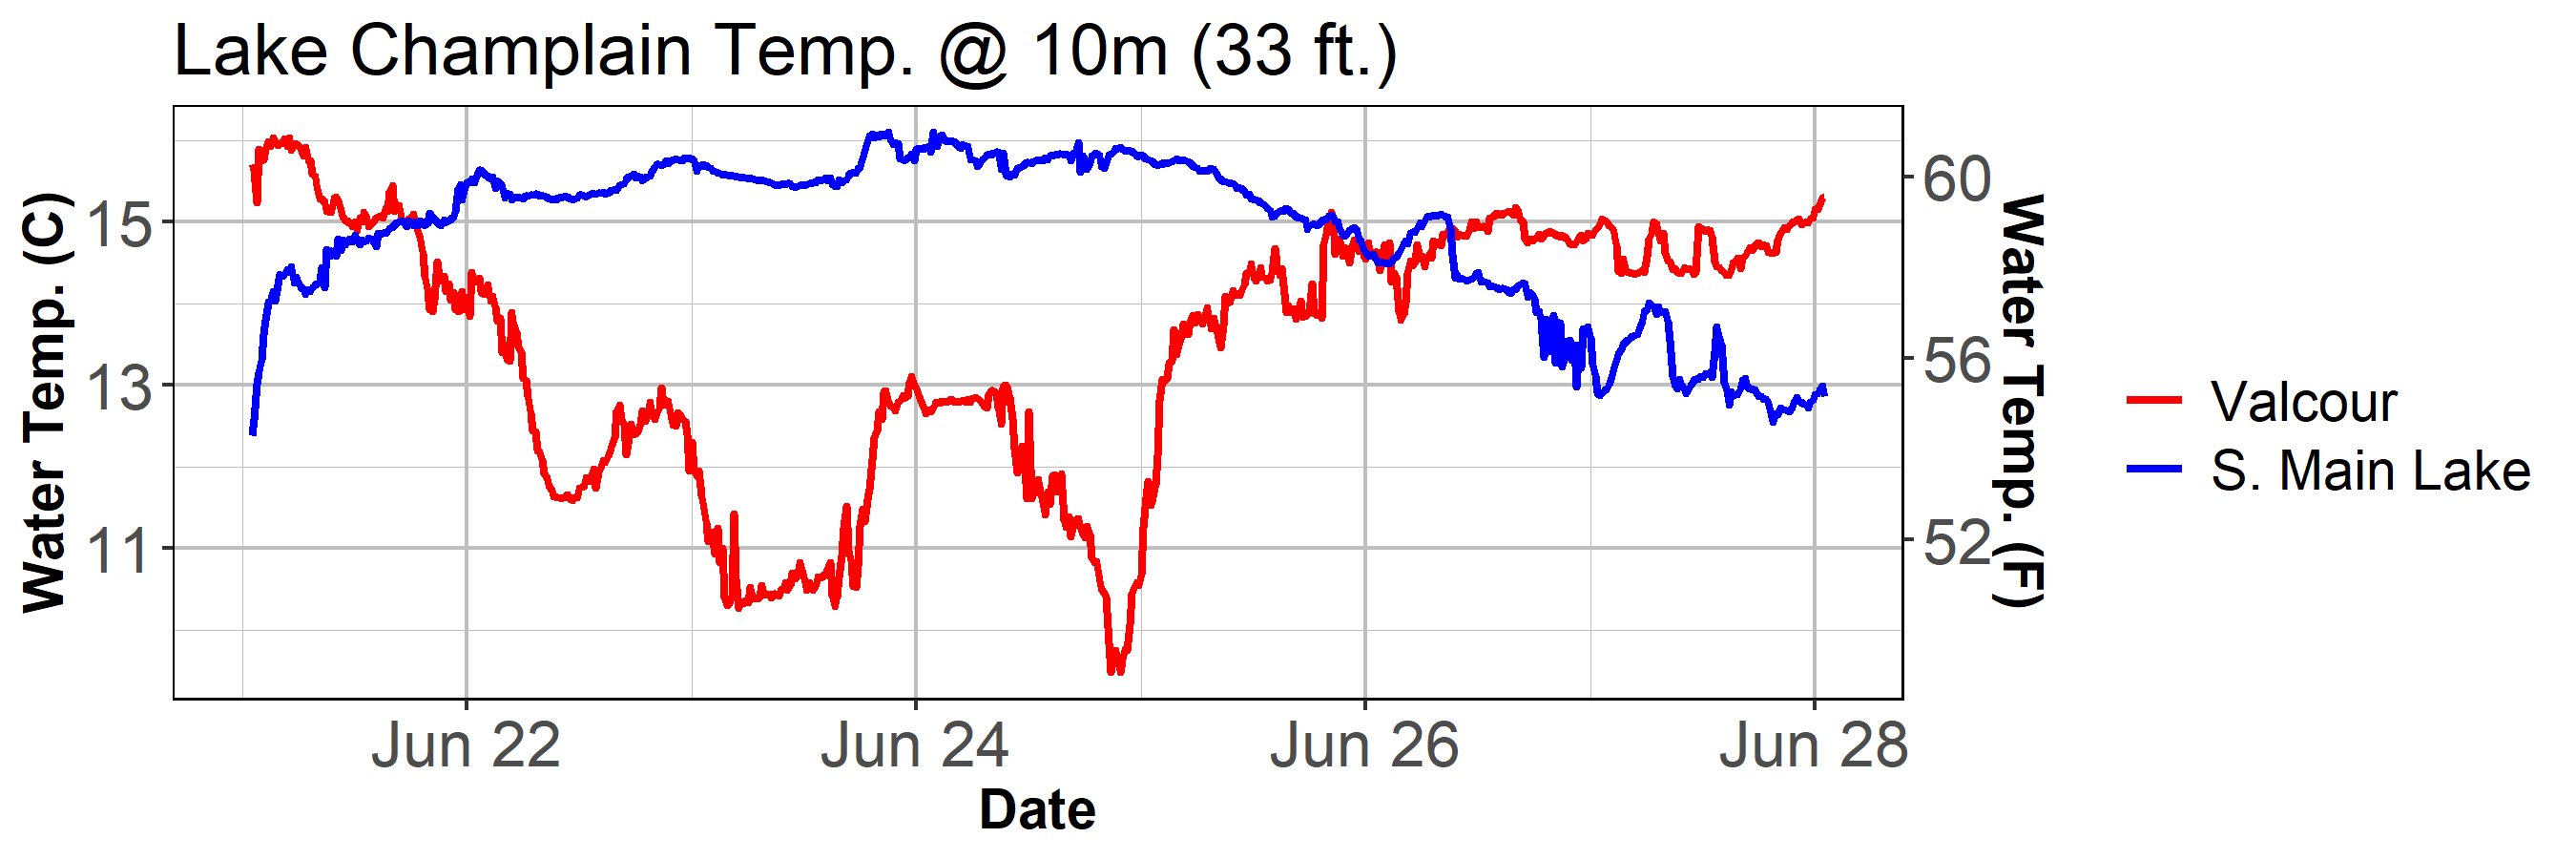 Lake Champlain Temp. @ 10m (33 ft.)
Water Temp. (C)
15
13
11
60
56
52
Water Temp. (F)
Jun 22
Jun 24
Jun 26
Jun 28
Date
Valcour
S. Main Lake